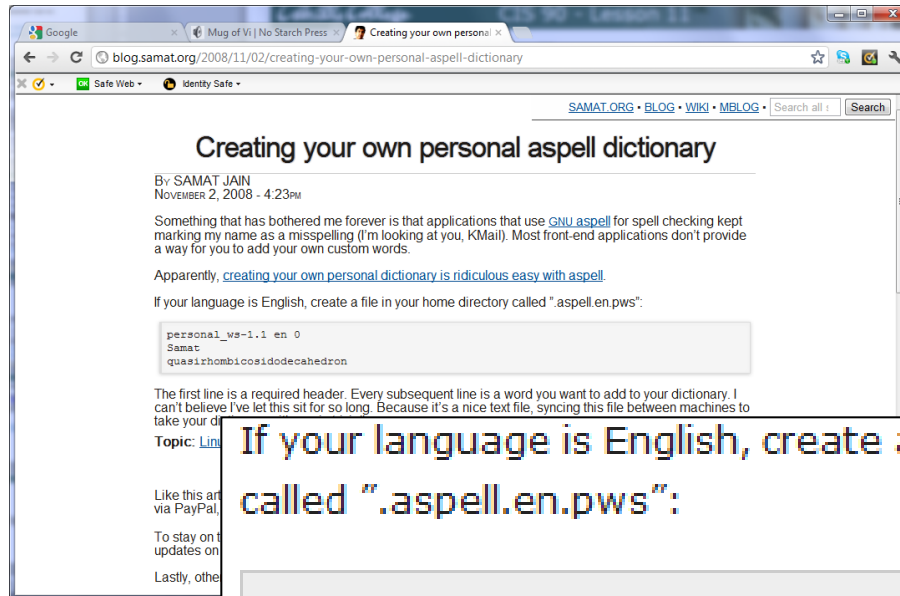 CIS 90 - Lesson 11
Google
Mug of Vi | No Starch Press
Creating your own personal
blog.samat.org/2008/11/02/creating-your-own-personal-aspell-dictionary
OK Safe Web Identity Safe
SAMAT.ORG • BLOG • WIKI • MBLOG • Search all s Search
Creating your own personal aspell dictionary
BY SAMAT JAIN
NOVEMBER 2, 2008 - 4:23PM
Something that has bothered me forever is that applications that use GNU aspell for spell checking kept
marking my name as a misspelling (I'm looking at you, KMail). Most front-end applications don't provide
a way for you to add your own custom words.
Apparently, creating your own personal dictionary is ridiculous easy with aspell.
If your language is English, create a file in your home directory called ".aspell.en.pws":
personal_ws-1.1 en 0
Samat
quasirhombicosidodecahedron
The first line is a required header. Every subsequent line is a word you want to add to your dictionary. I
can't believe I've let this sit for so long. Because it's a nice text file, syncing this file between machines to
take your di
Topic: Linu
Like this art
via PayPal,
To stay on t
updates on
Lastly, othe
If your language is English, create a
called ".aspell.en.pws":